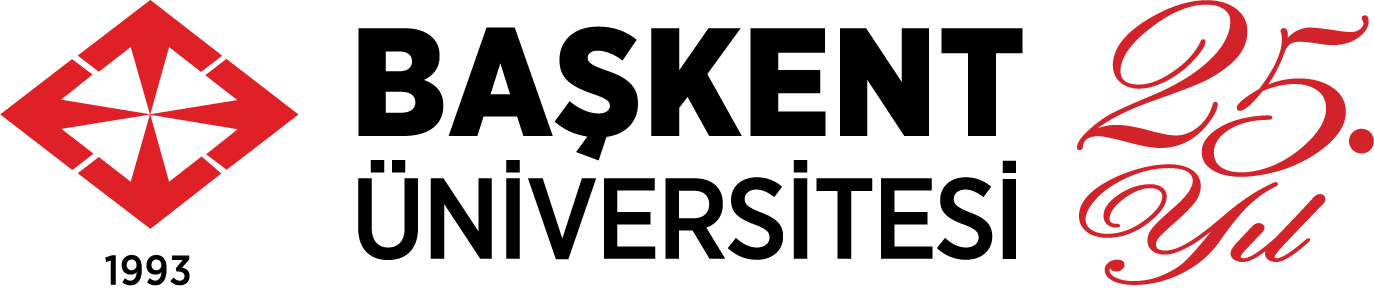 1993
BAŞKENT
ÜNİVERSİTESİ
25.
Yıl